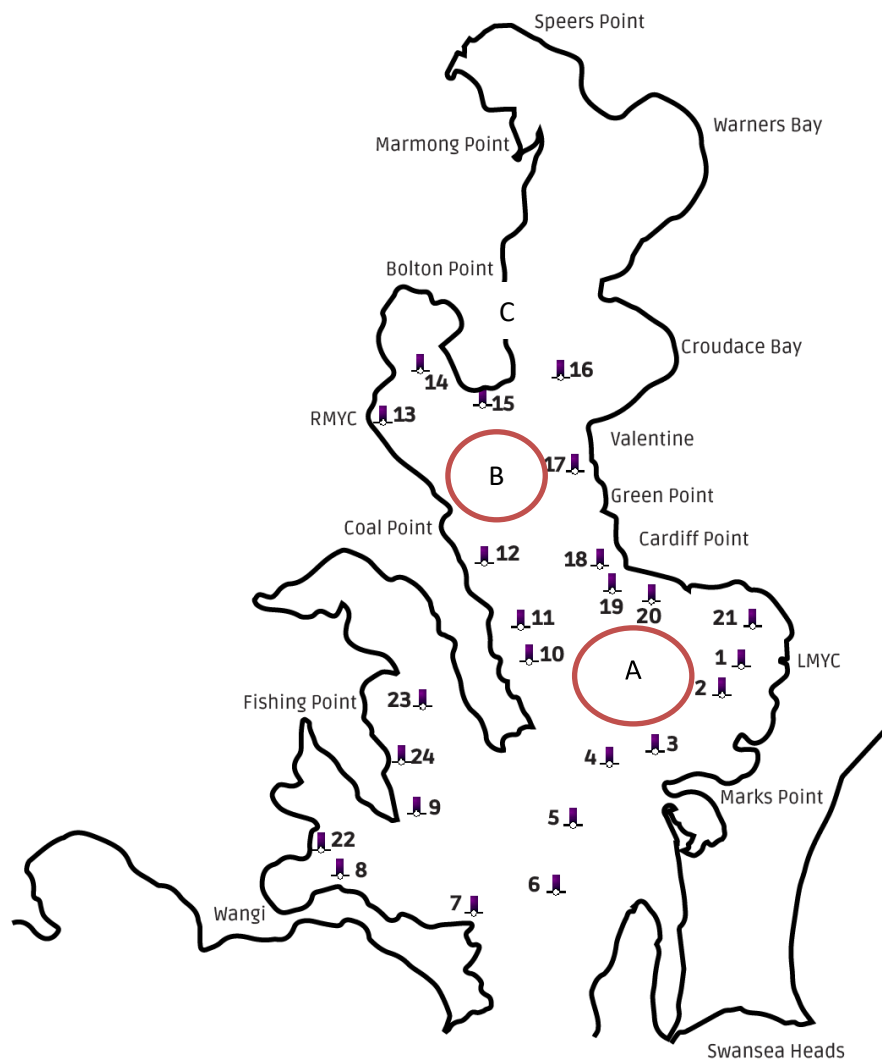 Speers Point
Warners Bay
Marmong Point
Bolton Point
C
Croudace Bay
16
14
15
RMYC
13
Valentine
17
B
Green Point
Coal Point
Cardiff Point
12
18
19
20
21
11
10
A
1
LMYC
2
Fishing Point
23
3
4
24
Marks Point
9
5
22
8
6
7
Wangi
Swansea Heads